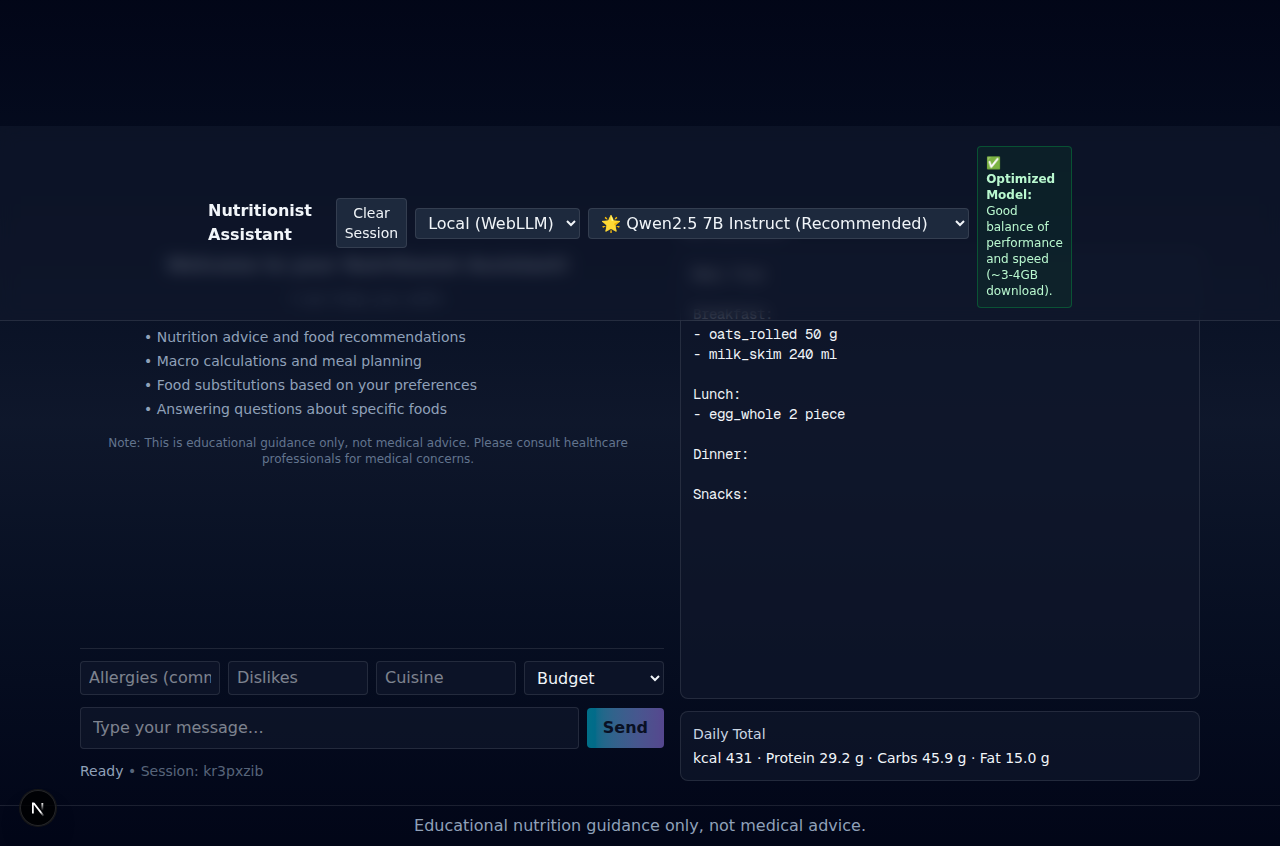 Nutritionist
Assistant
Clear
Session
Local (WebLLM)
🌟 Qwen2.5 7B Instruct (Recommended)
✅
Optimized
Model:
Good
balance of
performance
and speed
(~3-4GB
download).
• Nutrition advice and food recommendations
• Macro calculations and meal planning
• Food substitutions based on your preferences
• Answering questions about specific foods
Note: This is educational guidance only, not medical advice. Please consult healthcare
professionals for medical concerns.
Allergies (comm
Dislikes
Cuisine
Budget
Type your message...
Send
Ready • Session: kr3pxzib
Breakfast:
- oats_rolled 50 g
- milk_skim 240 ml
Lunch:
- egg_whole 2 piece
Dinner:
Snacks:
Daily Total
kcal 431 · Protein 29.2 g · Carbs 45.9 g · Fat 15.0 g
N
Educational nutrition guidance only, not medical advice.